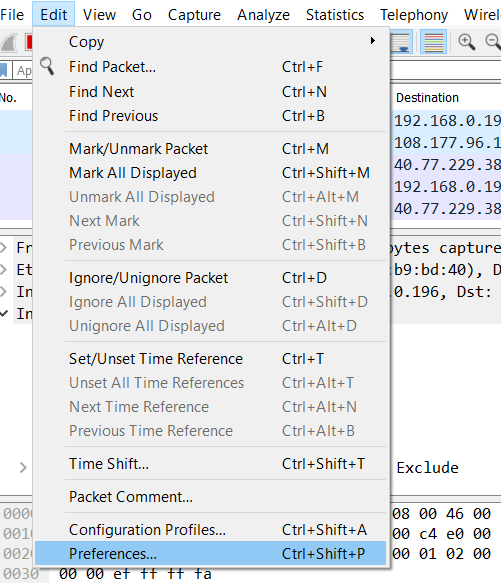 File Edit View Go Capture Analyze Statistics Telephony
Copy
Find Packet... Ctrl+F
Find Next Ctrl+N
Find Previous Ctrl+B
Mark/Unmark Packet Ctrl+M
Mark All Displayed Ctrl+Shift+M
Unmark All Displayed Ctrl+Alt+M
Next Mark Ctrl+Shift+N
Previous Mark Ctrl+Shift+B
Ignore/Unignore Packet Ctrl+D
Ignore All Displayed Ctrl+Shift+D
Unignore All Displayed Ctrl+Alt+D
Set/Unset Time Reference Ctrl+T
Unset All Time References Ctrl+Alt+T
Next Time Reference Ctrl+Alt+N
Previous Time Reference Ctrl+Alt+B
Time Shift... Ctrl+Shift+T
Packet Comment...
Configuration Profiles... Ctrl+Shift+A
Preferences... Ctrl+Shift+P
No. Destination
192.168.0.19
108.177.96.1
40.77.229.38
192.168.0.19
40.77.229.38
bytes capture
:b9:bd:40), D
.0.196, Dst:
Exclude
08 00 46 00
0010 00 c4 e0 00
0020 00 01 02 00
0030 00 00 ef ff ff fa